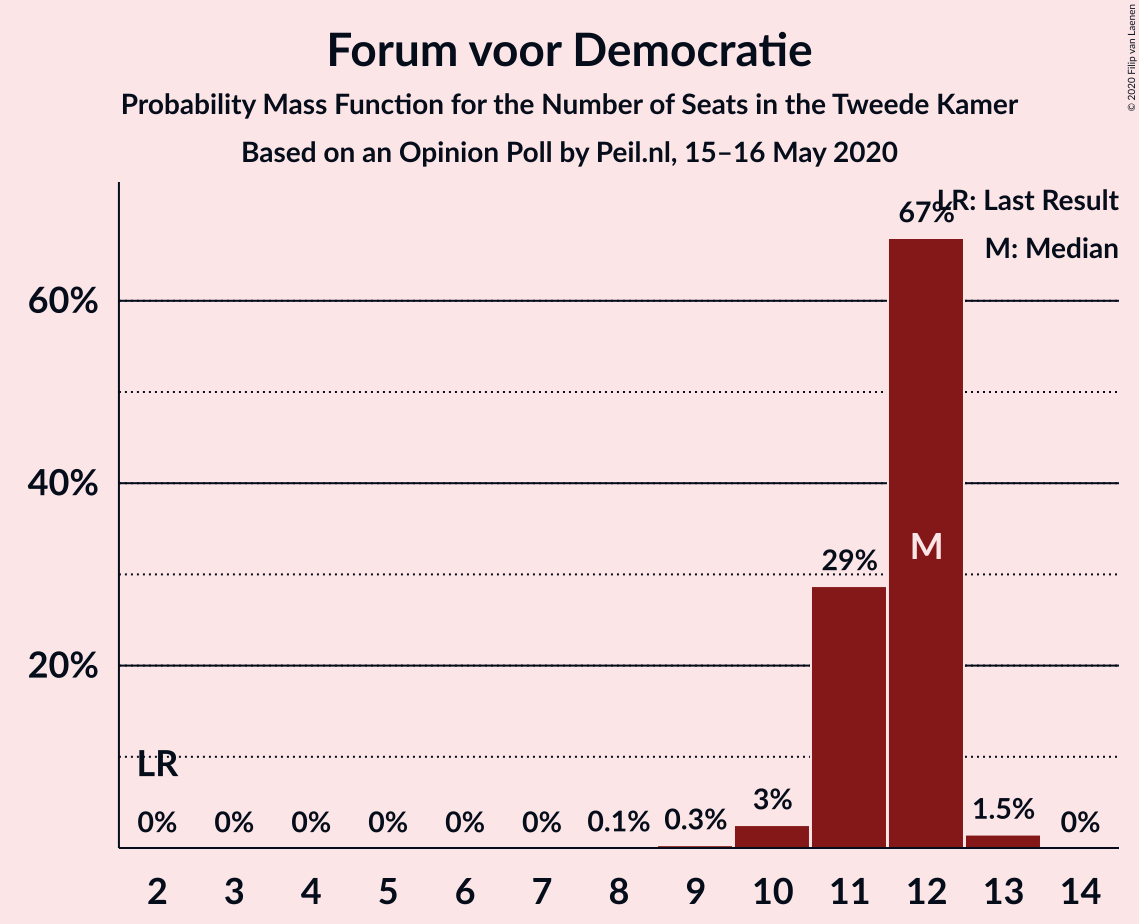 Forum voor Democratie
Probability Mass Function for the Number of Seats in the Tweede Kamer
Based on an Opinion Poll by Peil.nl, 15–16 May 2020
© 2020 Filip van Laenen
LR: Last Result
M: Median
67%
60%
40%
M
29%
20%
LR
0% 0% 0% 0% 0% 0% 0.1% 0.3% 3% 1.5% 0%
2 3 4 5 6 7 8 9 10 11 12 13 14